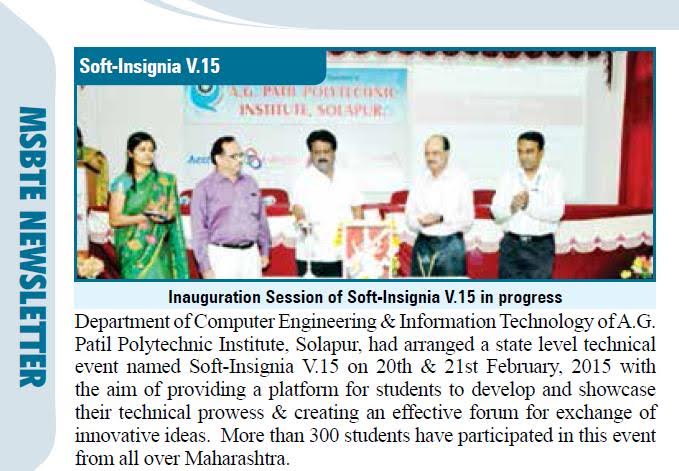 Soft-Insignia V.15
A.G. PATIL POLYTECHNIC
INSTITUTE, SOLAPUR.
MSBTE NEWSLETTER
Inauguration Session of Soft-Insignia V.15 in progress
Department of Computer Engineering & Information Technology of A.G.
Patil Polytechnic Institute, Solapur, had arranged a state level technical
event named Soft-Insignia V.15 on 20th & 21st February, 2015 with
the aim of providing a platform for students to develop and showcase
their technical prowess & creating an effective forum for exchange of
innovative ideas. More than 300 students have participated in this event
from all over Maharashtra.